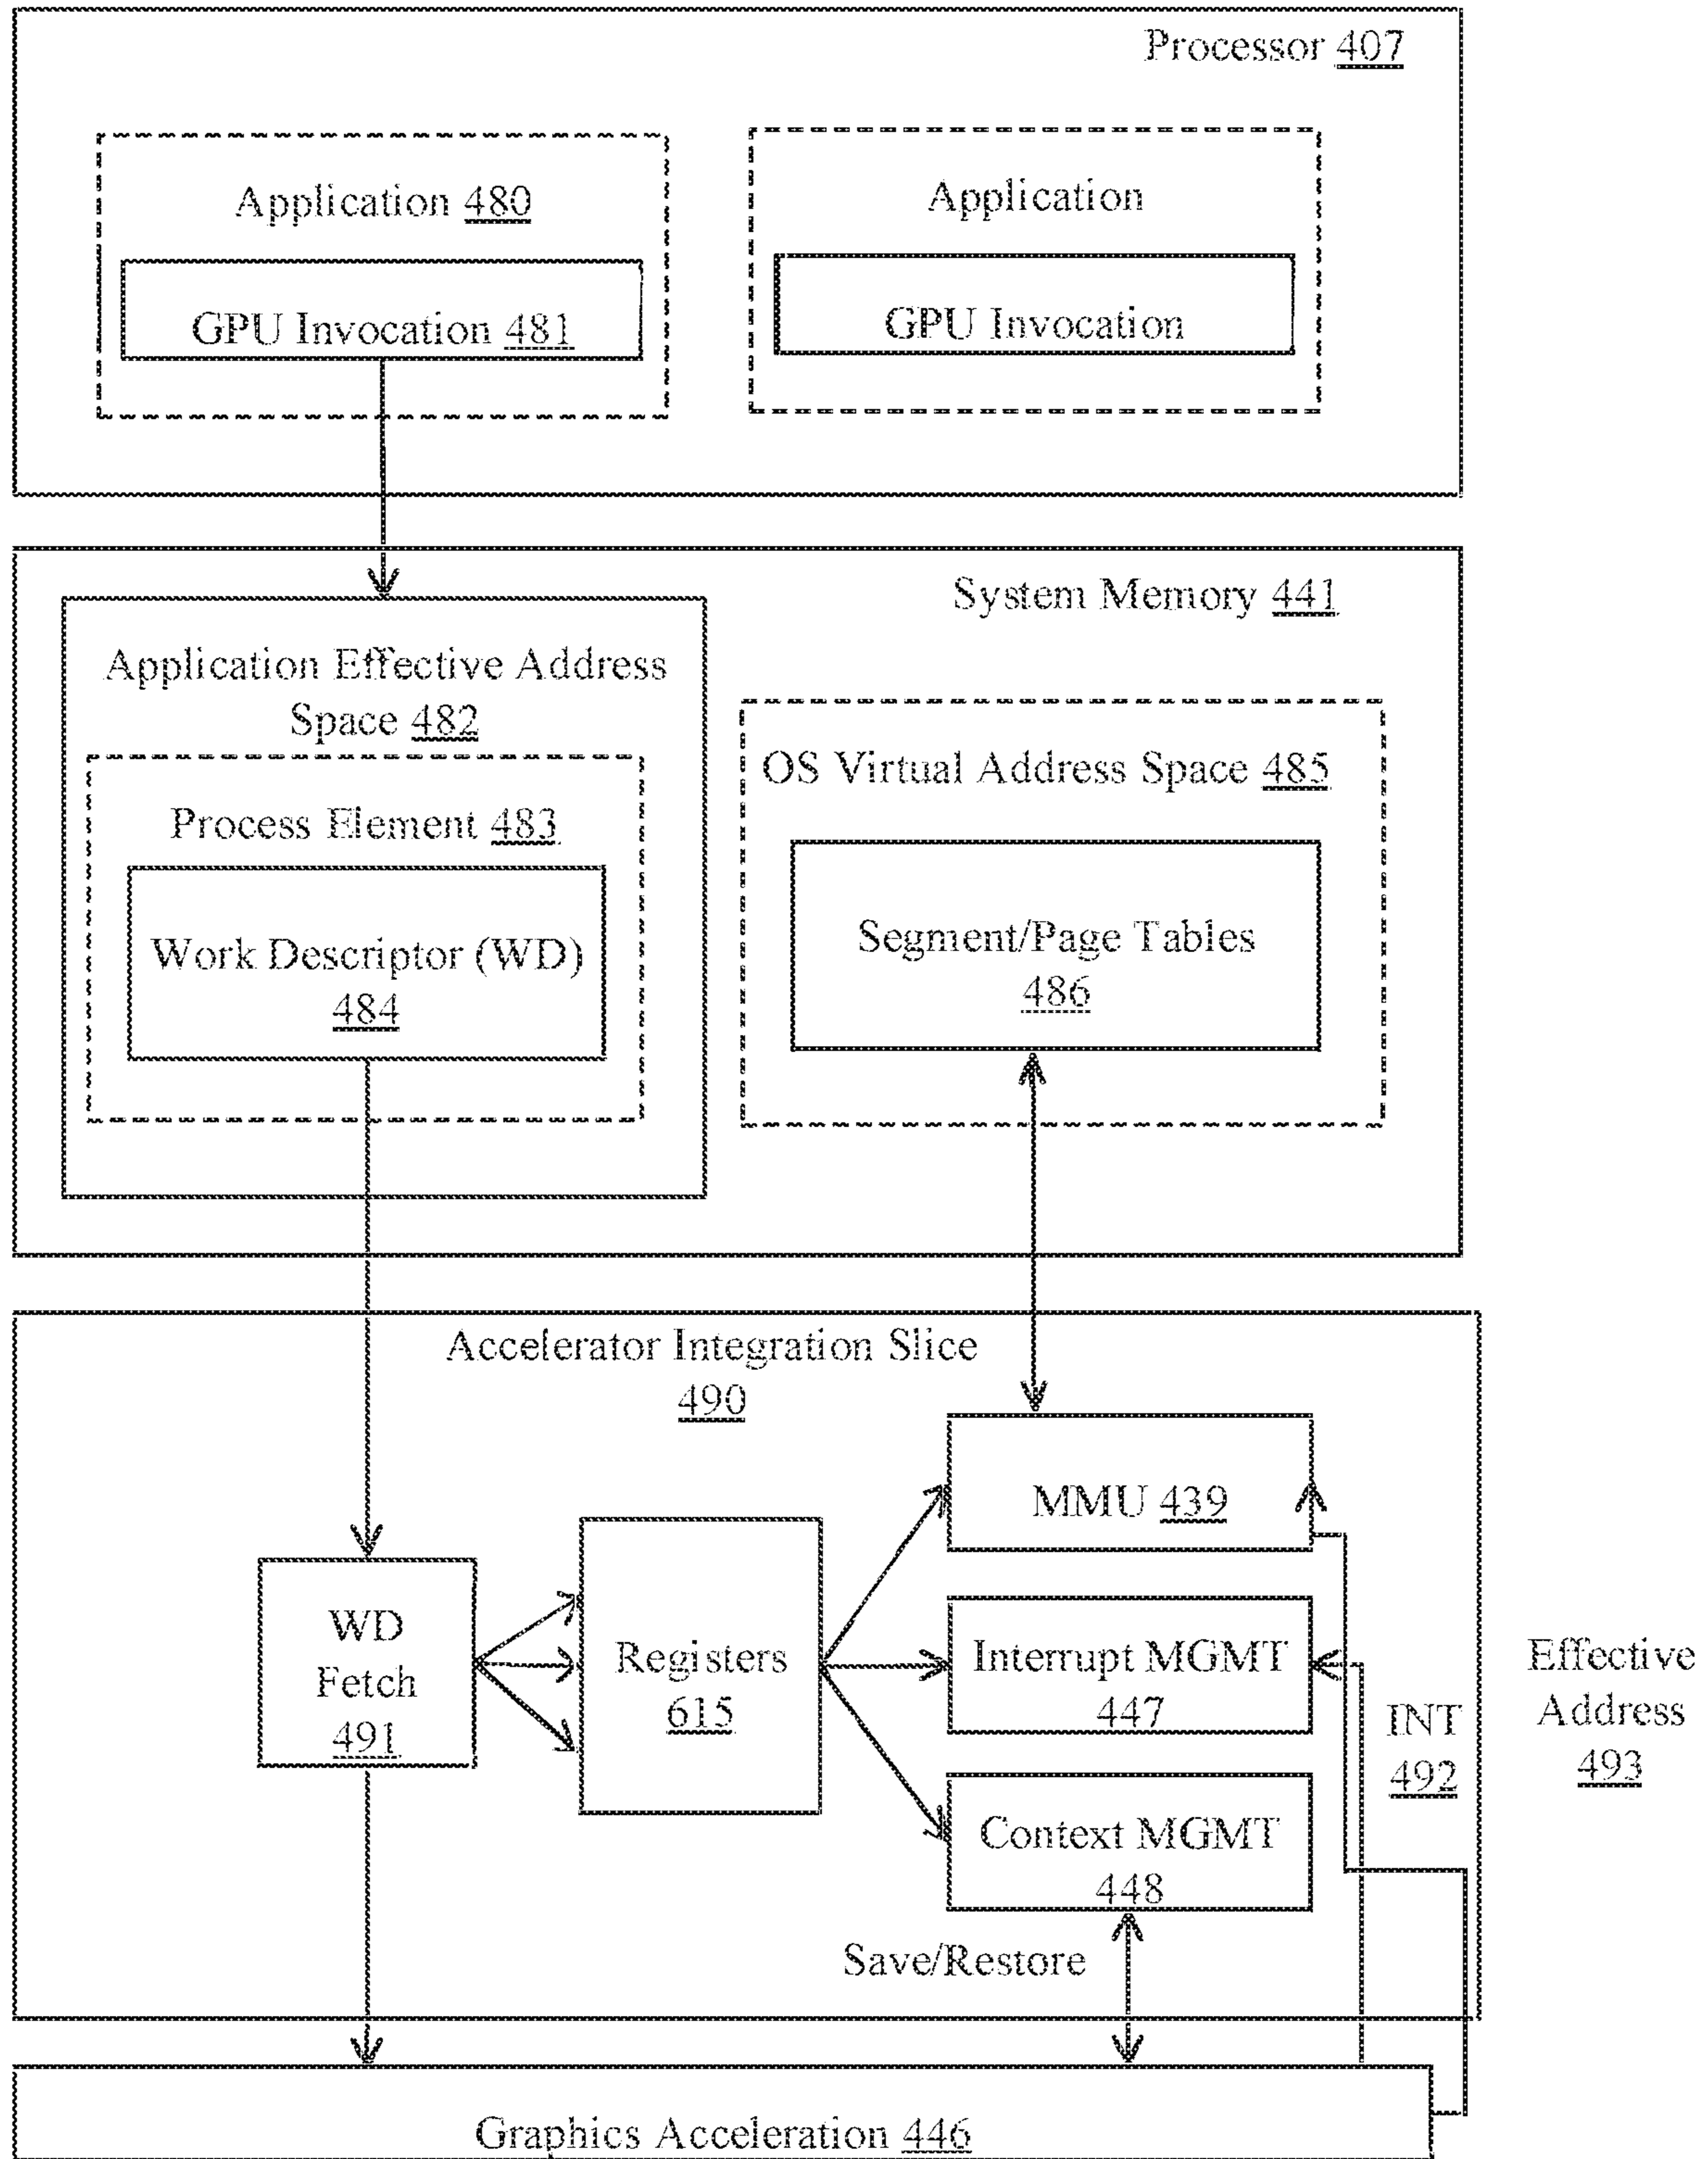 Processor 407
Application 480
Application
GPU Invocation 481
GPU Invocation
System Memory 441
Application Effective Address
Space 482
OS Virtual Address Space 485
Process Element 483
Work Descriptor (WD)
484
Segment/Page Tables
486
Accelerator Integration Slice
490
MMU 439
WD
Fetch
491
Registers
615
Interrupt MGMT
447
INT
492
Effective
Address
493
Context MGMT
448
Save/Restore
Graphics Acceleration 446